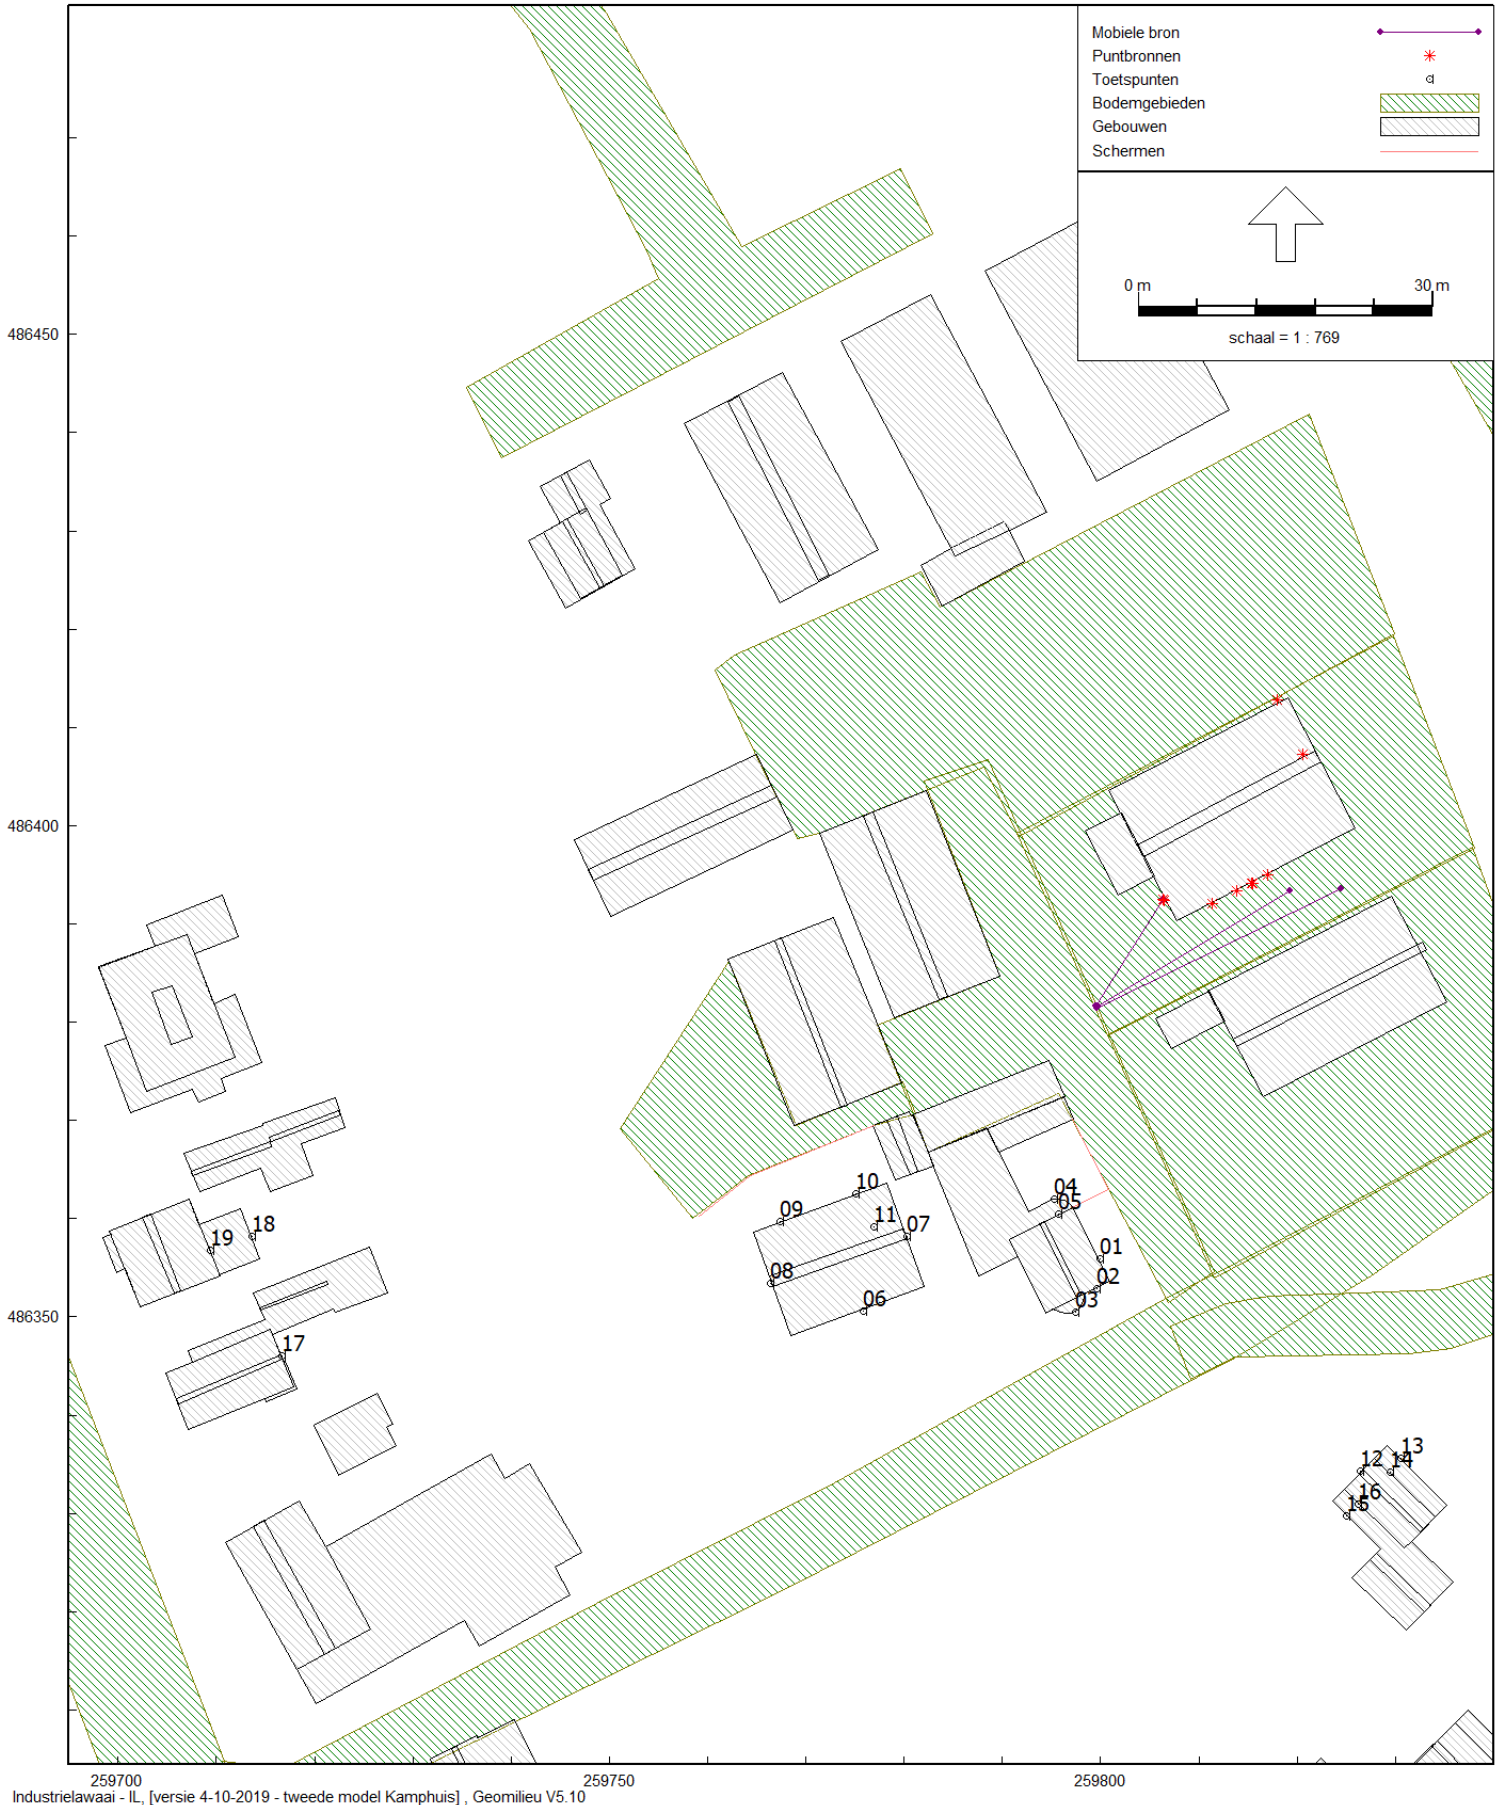 Mobiele bron
Puntbronnen
Toetspunten
Bodemgebieden
Gebouwen
Schermen
0 m 30 m
schaal = 1 : 769
486450
486400
486350
10
09
11
07
08
06
04
05
01
02
03
18
19
17
13
12
14
16
15
259700 259750 259800
Industrielawaai - IL, [versie 4-10-2019 - tweede model Kamphuis] , Geomilieu V5.10